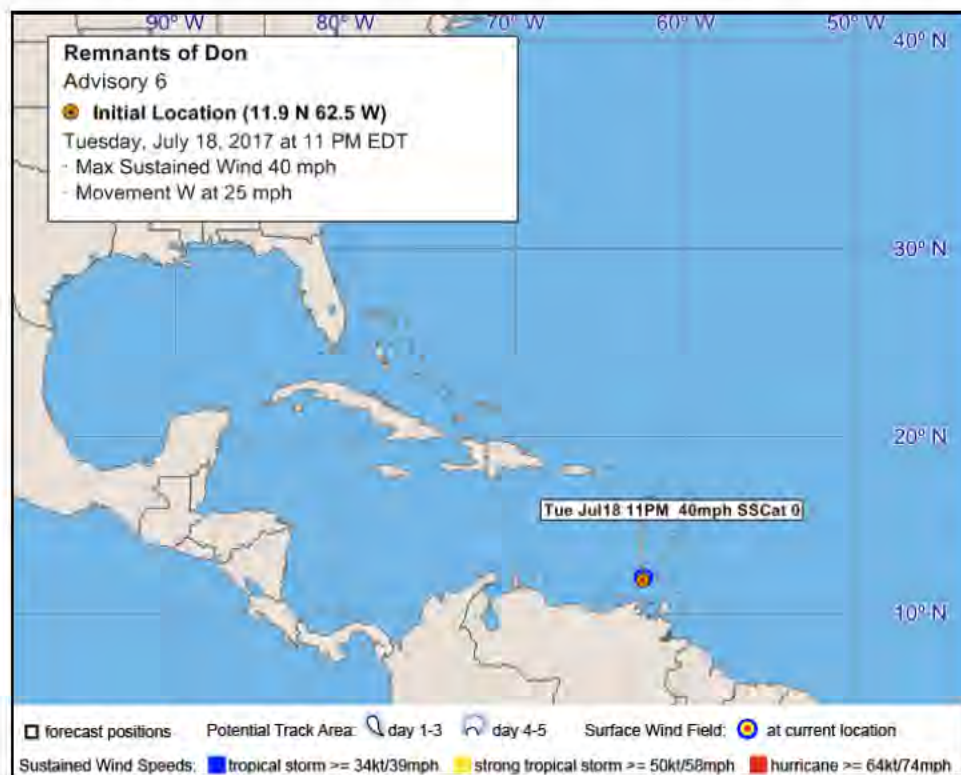 90° W 80° W 70° W 60° W 50° W
Remnants of Don
Advisory 6
Initial Location (11.9 N 62.5 W)
Tuesday, July 18, 2017 at 11 PM EDT
· Max Sustained Wind 40 mph
· Movement W at 25 mph
40° N
30° N
20° N
Tue Jul18 11PM 40mph SSCat 0
10° N
forecast positions Potential Track Area: day 1-3 day 4-5 Surface Wind Field: at current location
Sustained Wind Speeds: tropical storm >= 34kt/39mph strong tropical storm >= 50kt/58mph hurricane >= 64kt/74mph